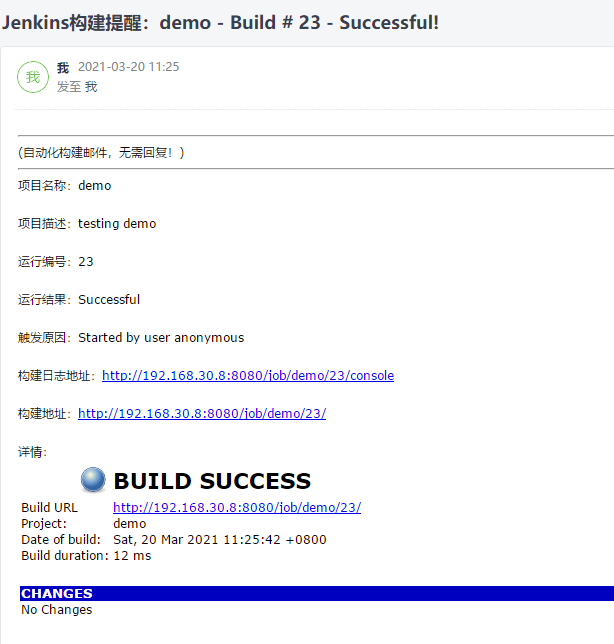 Jenkins构建提醒：demo - Build # 23 - Successful!
我
我 2021-03-20 11:25
发至 我
(自动化构建邮件，无需回复！)
项目名称：demo
项目描述：testing demo
运行编号：23
运行结果：Successful
触发原因：Started by user anonymous
构建日志地址：http://192.168.30.8:8080/job/demo/23/console
构建地址：http://192.168.30.8:8080/job/demo/23/
详情：
BUILD SUCCESS
Build URL http://192.168.30.8:8080/job/demo/23/
Project: demo
Date of build: Sat, 20 Mar 2021 11:25:42 +0800
Build duration: 12 ms
CHANGES
No Changes